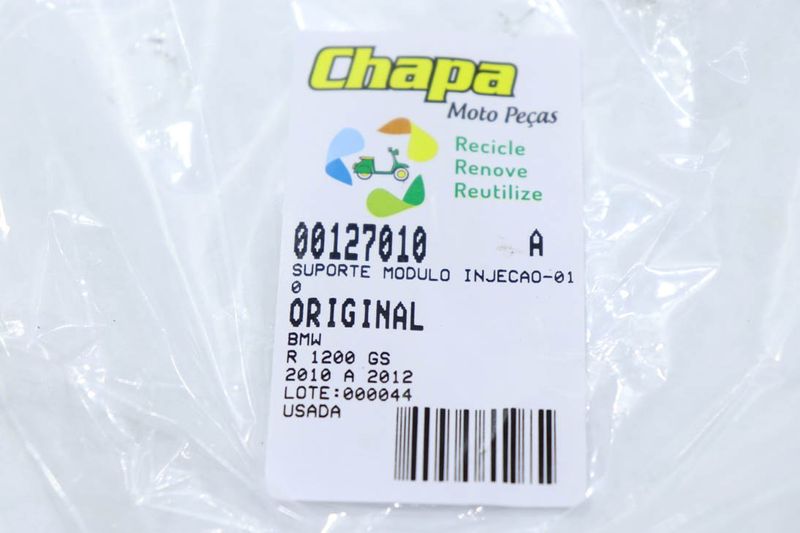 Chapa
Moto Peças
Recicle
Renove
Reutilize
00127010 A
SUPORTE MODULO INJECAO-01
0
ORIGINAL
BMW
R 1200 GS
2010 A 2012
LOTE:000044
USADA